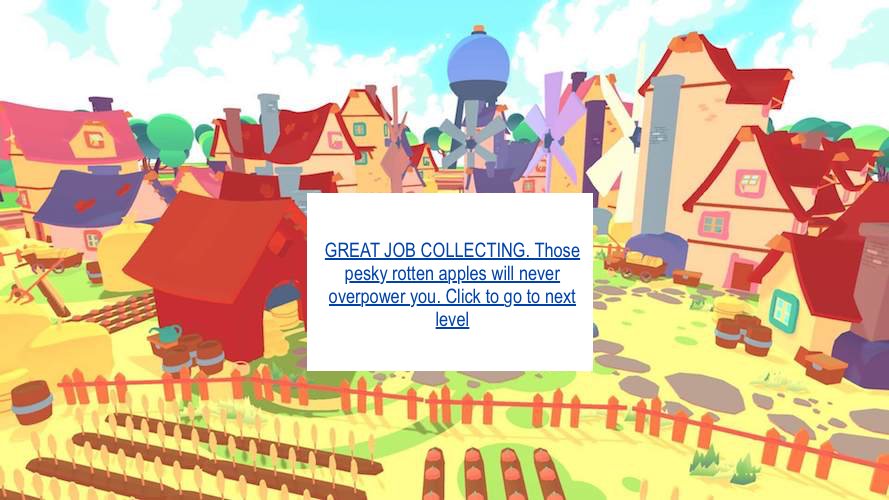 GREAT JOB COLLECTING. Those
pesky rotten apples will never
overpower you. Click to go to next
level